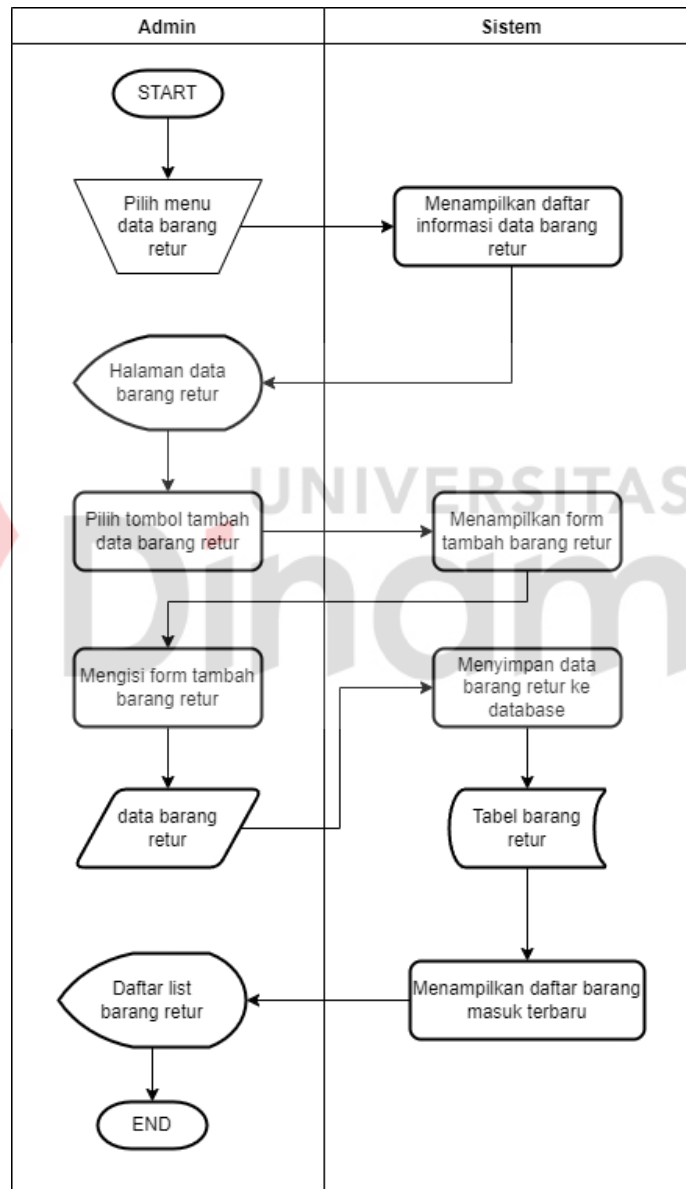 Admin
Sistem
START
Pilih menu
data barang
retur
Menampilkan daftar
informasi data barang
retur
Halaman data
barang retur
UNIVERSITAS
Dinam
Pilih tombol tambah
data barang retur
Menampilkan form
tambah barang retur
Mengisi form tambah
barang retur
Menyimpan data
barang retur ke
database
data barang
retur
Tabel barang
retur
Daftar list
barang retur
Menampilkan daftar barang
masuk terbaru
END